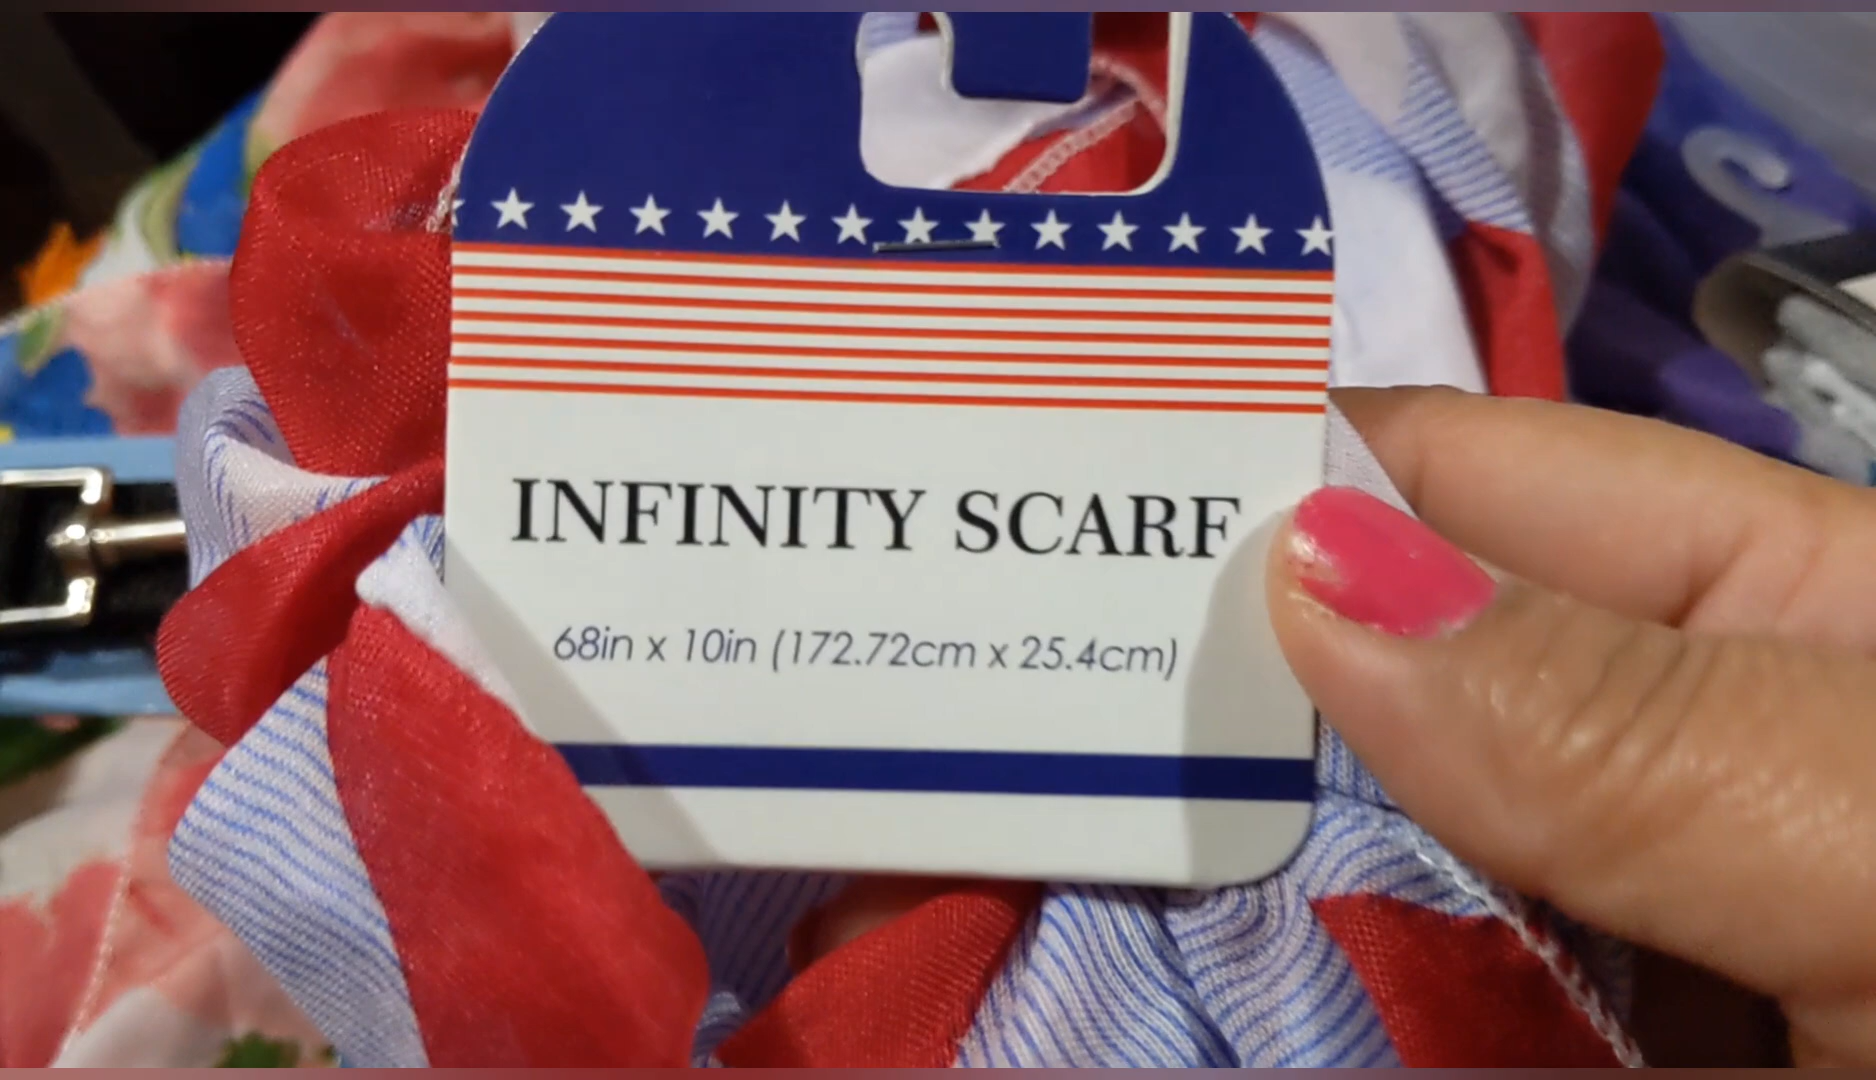 INFINITY SCARF
68in x 10in (172.72cm x 25.4cm)